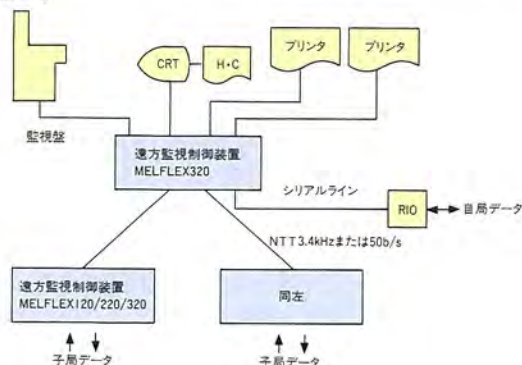 プリンタ
プリンタ
CRT
H・C
監視盤
遠方監視制御装置
MELFLEX320
シリアルライン
RIO
自局データ
NTT3.4kHzまたは50b/s
遠方監視制御装置
MELFLEX120/220/320
同左
子局データ
子局データ